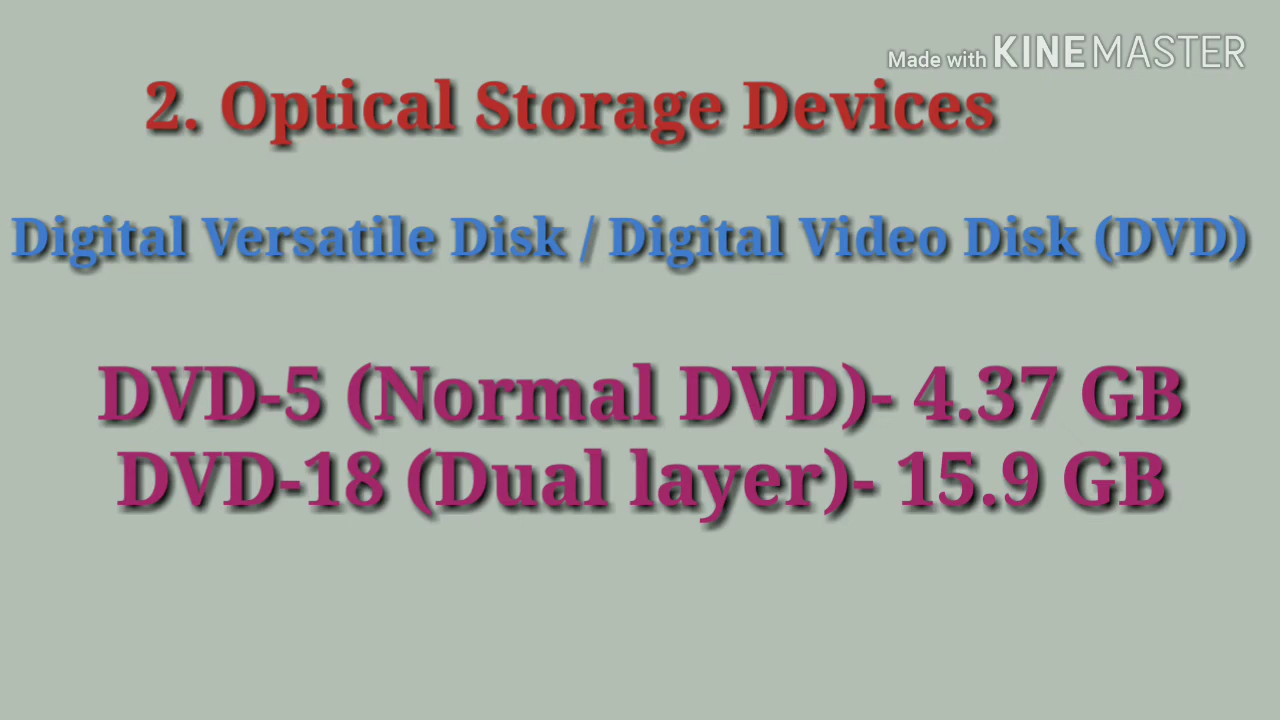 Made with KINEMASTER
2. Optical Storage Devices
Digital Versatile Disk / Digital Video Disk (DVD)
DVD-5 (Normal DVD)- 4.37 GB
DVD-18 (Dual layer)- 15.9 GB